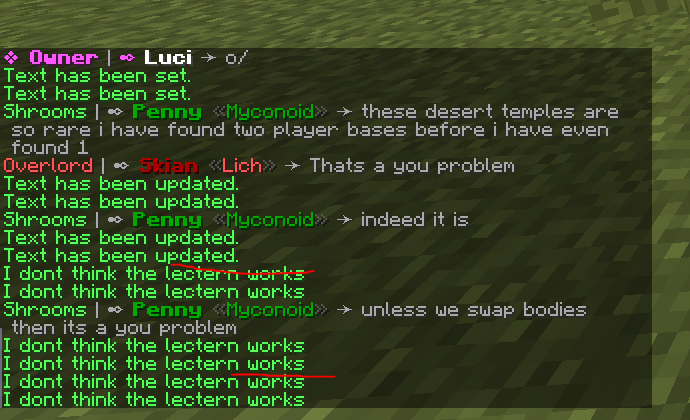 ❖ Owner | ✑ Luci → o/
Text has been set.
Text has been set.
Shrooms | ✑ Penny «Myconoid» → these desert temples are
so rare i have found two player bases before i have even
found 1
Overlord | ✑ Skian «Lich» → Thats a you problem
Text has been updated.
Text has been updated.
Shrooms | ✑ Penny «Myconoid» → indeed it is
Text has been updated.
Text has been updated.
I dont think the lectern works
I dont think the lectern works
Shrooms | ✑ Penny «Myconoid» → unless we swap bodies
then its a you problem
I dont think the lectern works
I dont think the lectern works
I dont think the lectern works
I dont think the lectern works